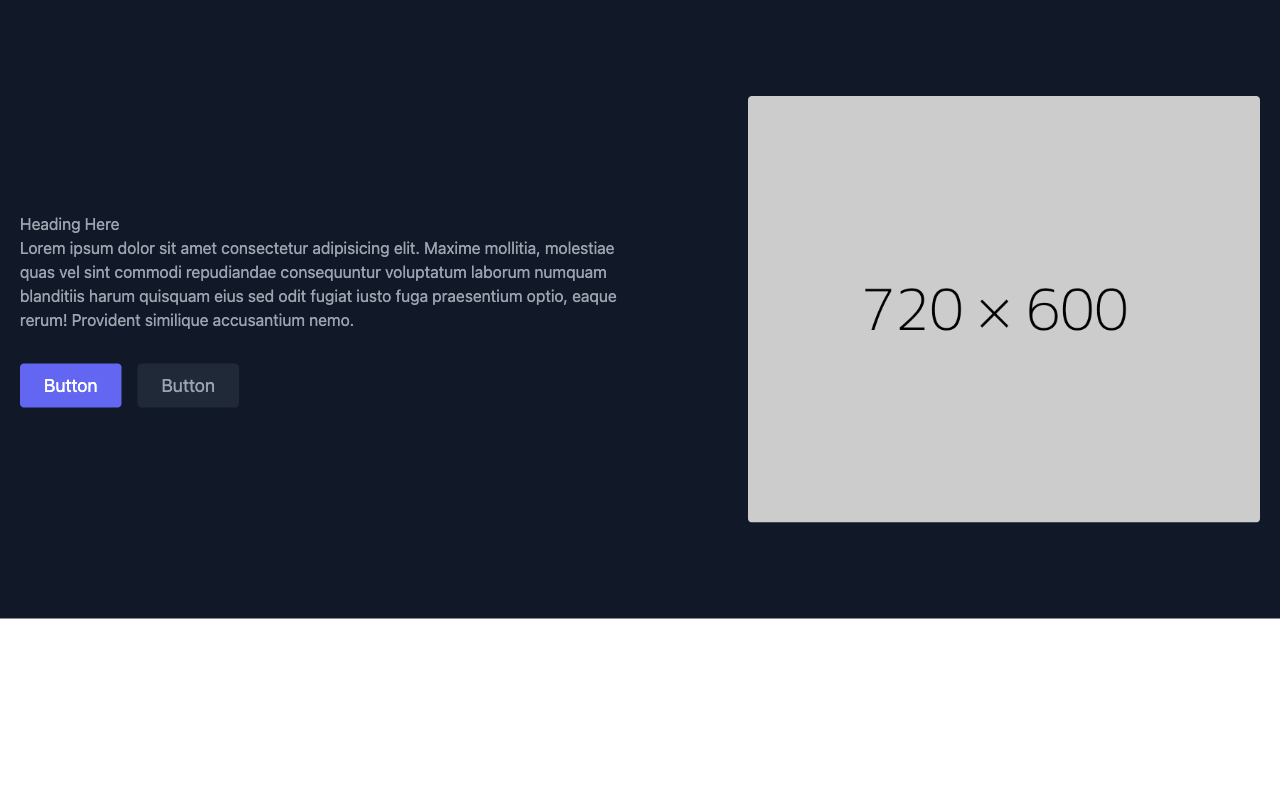 Heading Here
Lorem ipsum dolor sit amet consectetur adipisicing elit. Maxime mollitia, molestiae
quas vel sint commodi repudiandae consequuntur voluptatum laborum numquam
blanditiis harum quisquam eius sed odit fugiat iusto fuga praesentium optio, eaque
rerum! Provident similique accusantium nemo.
Button Button
720 × 600